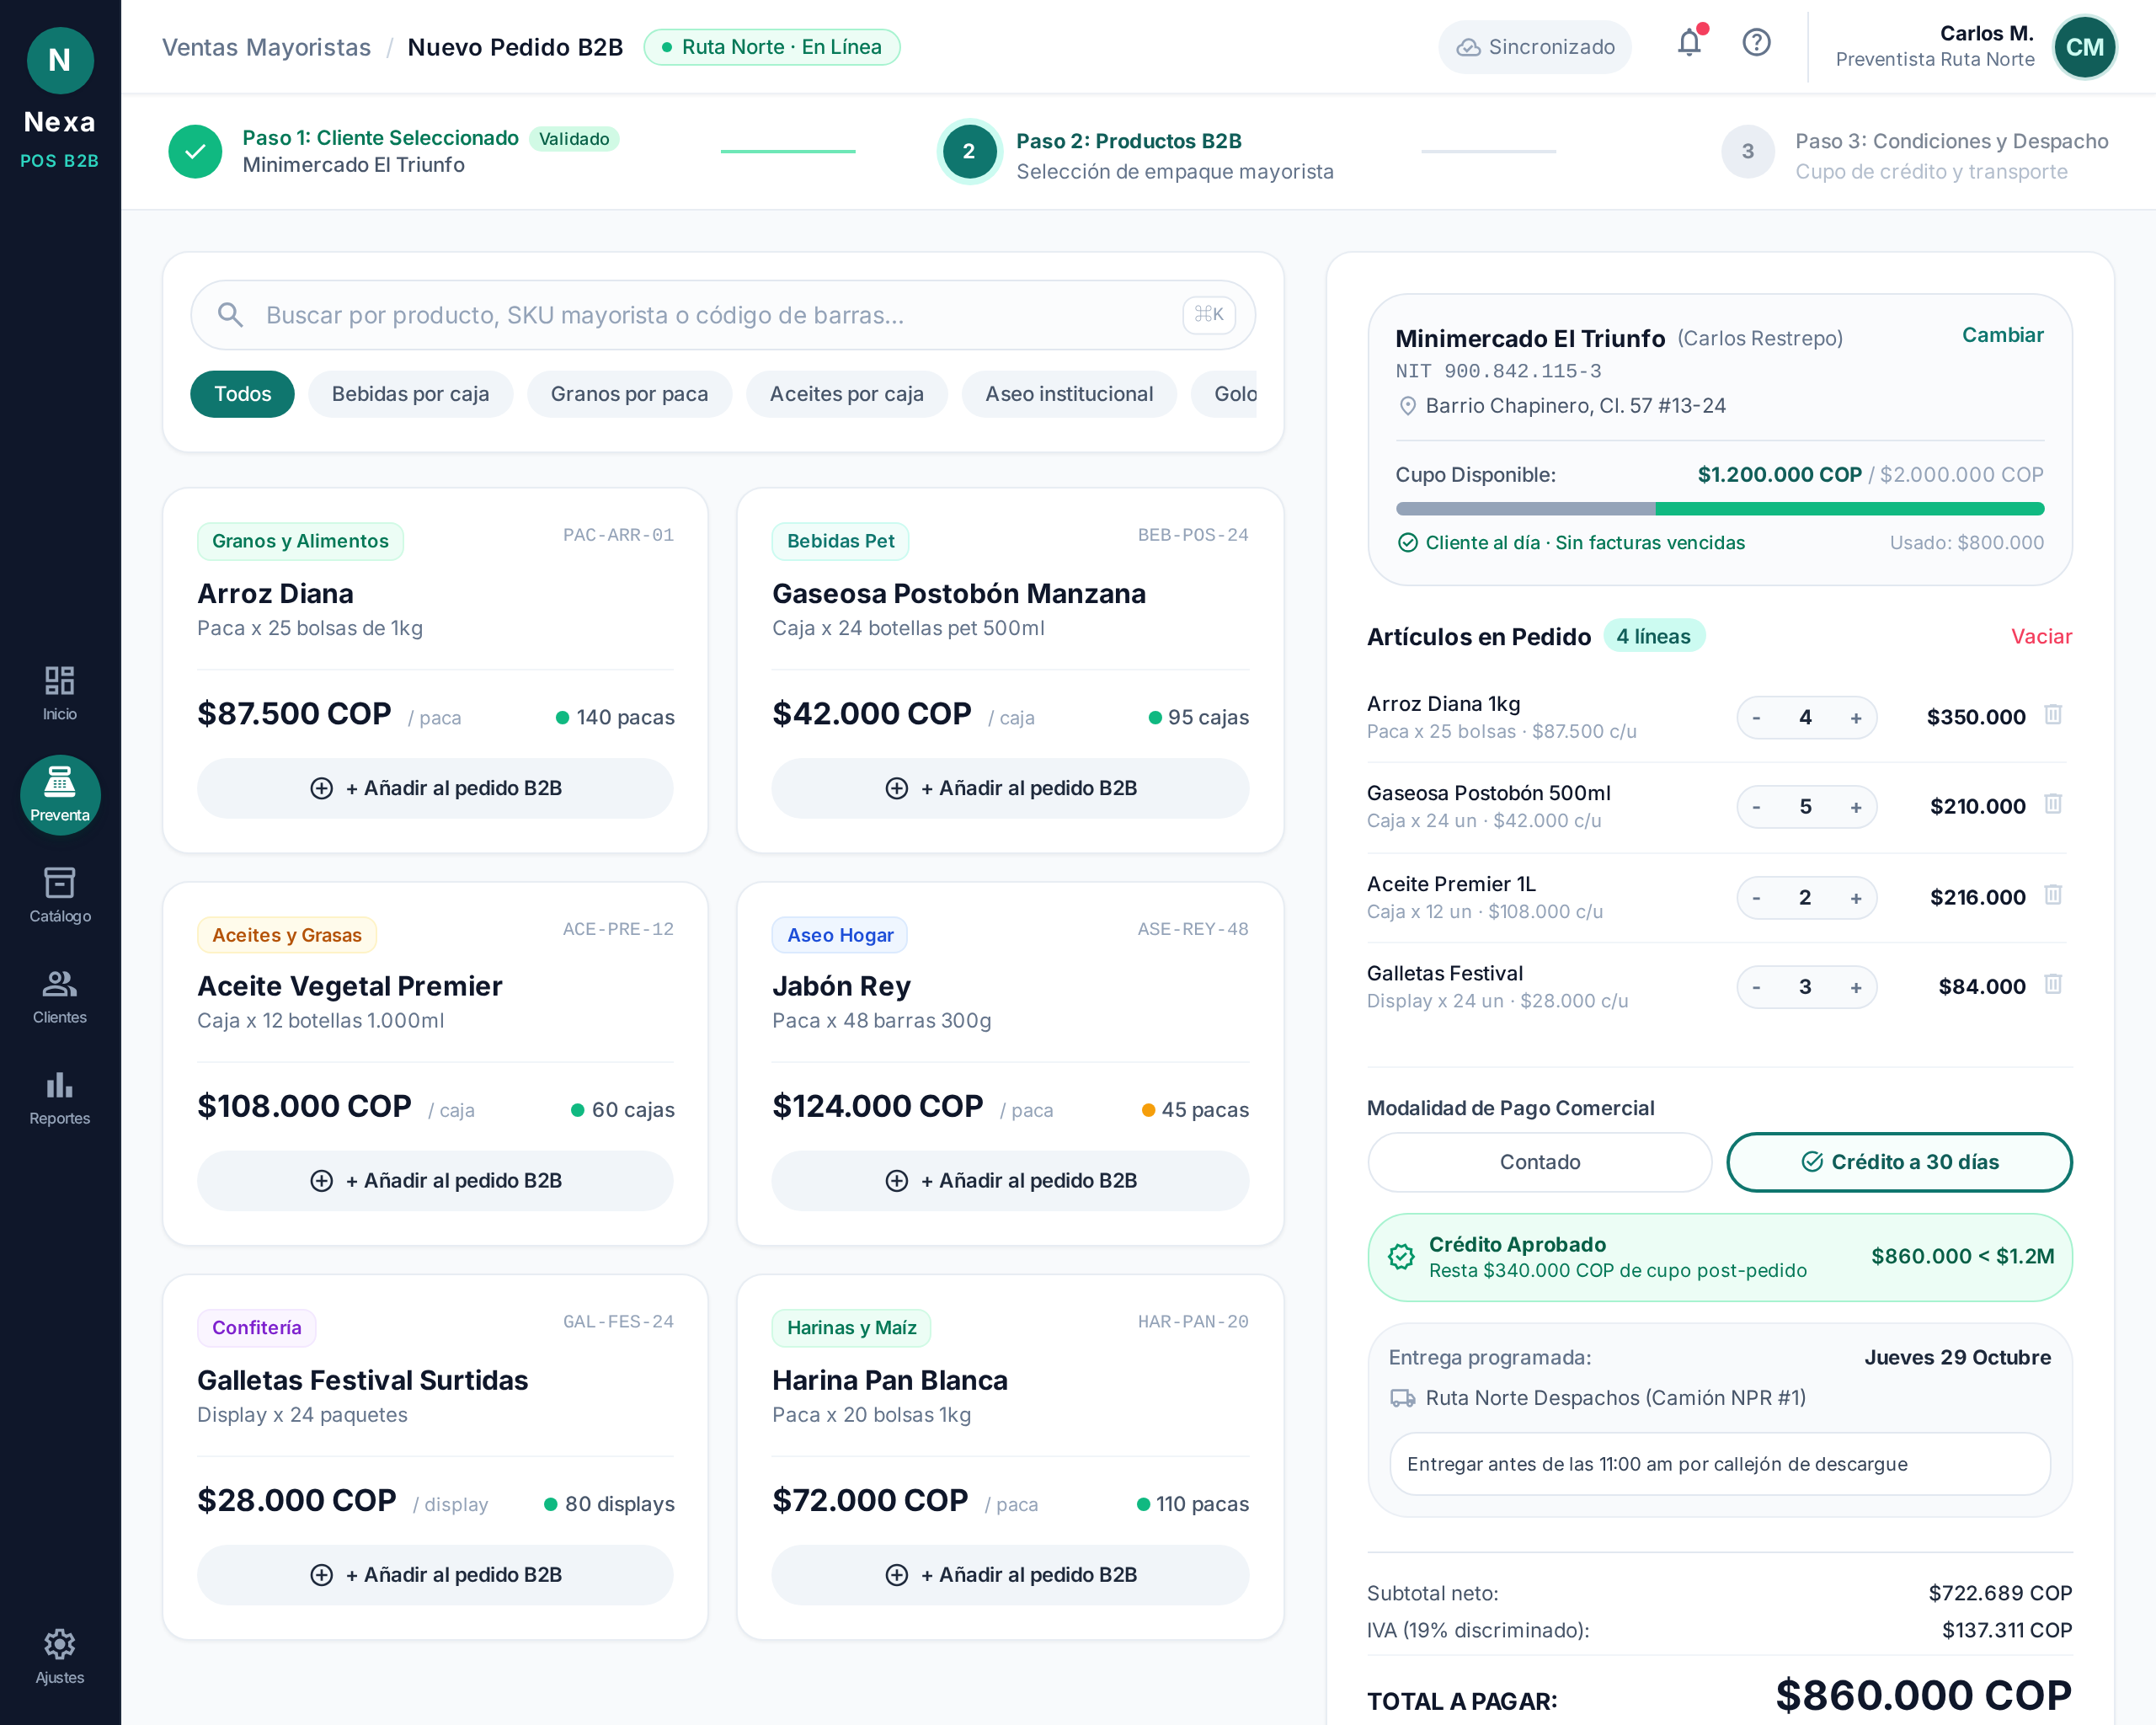 N
Nexa
POS B2B
Inicio
Preventa
Catálogo
Clientes
Reportes
Ajustes
Ventas Mayoristas / Nuevo Pedido B2B
Ruta Norte · En Línea
Sincronizado
Carlos M.
Preventista Ruta Norte
CM
Paso 1: Cliente Seleccionado Validado
Minimercado El Triunfo
2
Paso 2: Productos B2B
Selección de empaque mayorista
3
Paso 3: Condiciones y Despacho
Cupo de crédito y transporte
Buscar por producto, SKU mayorista o código de barras...
⌘K
Todos
Bebidas por caja
Granos por paca
Aceites por caja
Aseo institucional
Golo
Granos y Alimentos
PAC-ARR-01
Arroz Diana
Paca x 25 bolsas de 1kg
$87.500 COP / paca
140 pacas
+ Añadir al pedido B2B
Bebidas Pet
BEB-POS-24
Gaseosa Postobón Manzana
Caja x 24 botellas pet 500ml
$42.000 COP / caja
95 cajas
+ Añadir al pedido B2B
Aceites y Grasas
ACE-PRE-12
Aceite Vegetal Premier
Caja x 12 botellas 1.000ml
$108.000 COP / caja
60 cajas
+ Añadir al pedido B2B
Aseo Hogar
ASE-REY-48
Jabón Rey
Paca x 48 barras 300g
$124.000 COP / paca
45 pacas
+ Añadir al pedido B2B
Confitería
GAL-FES-24
Galletas Festival Surtidas
Display x 24 paquetes
$28.000 COP / display
80 displays
+ Añadir al pedido B2B
Harinas y Maíz
HAR-PAN-20
Harina Pan Blanca
Paca x 20 bolsas 1kg
$72.000 COP / paca
110 pacas
+ Añadir al pedido B2B
Minimercado El Triunfo (Carlos Restrepo)
Cambiar
NIT 900.842.115-3
Barrio Chapinero, Cl. 57 #13-24
Cupo Disponible:
$1.200.000 COP / $2.000.000 COP
Cliente al día · Sin facturas vencidas
Usado: $800.000
Artículos en Pedido 4 líneas
Vaciar
Arroz Diana 1kg
Paca x 25 bolsas · $87.500 c/u
- 4 +
$350.000
Gaseosa Postobón 500ml
Caja x 24 un · $42.000 c/u
- 5 +
$210.000
Aceite Premier 1L
Caja x 12 un · $108.000 c/u
- 2 +
$216.000
Galletas Festival
Display x 24 un · $28.000 c/u
- 3 +
$84.000
Modalidad de Pago Comercial
Contado
Crédito a 30 días
Crédito Aprobado
Resta $340.000 COP de cupo post-pedido
$860.000 < $1.2M
Entrega programada:
Jueves 29 Octubre
Ruta Norte Despachos (Camión NPR #1)
Entregar antes de las 11:00 am por callejón de descargue
Subtotal neto:
$722.689 COP
IVA (19% discriminado):
$137.311 COP
TOTAL A PAGAR:
$860.000 COP